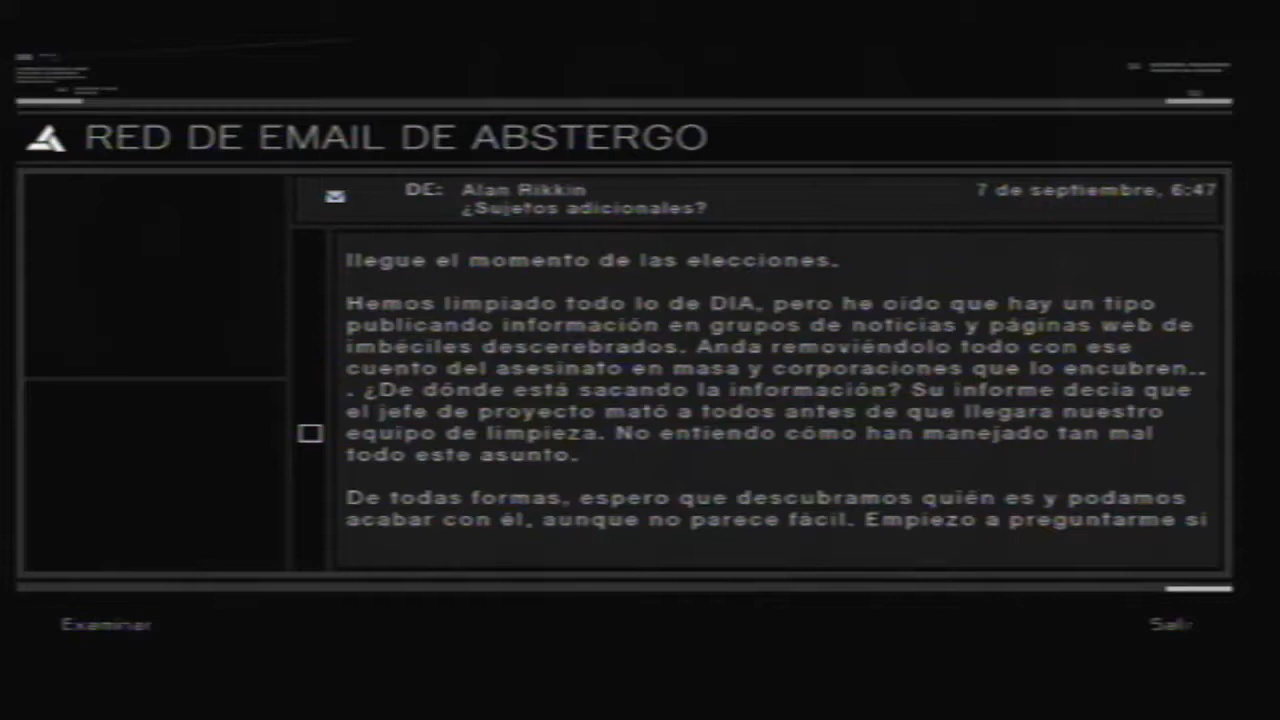 RED DE EMAIL DE ABSTERGO
DE: Alan Rikkin
7 de septiembre, 6:47
¿Sujetos adicionales?
llegue el momento de las elecciones.
Hemos limpiado todo lo de DIA, pero he oído que hay un tipo
publicando información en grupos de noticias y páginas web de
imbéciles descerebrados. Anda removiéndolo todo con ese
cuento del asesinato en masa y corporaciones que lo encubren..
. ¿De dónde está sacando la información? Su informe decía que
el jefe de proyecto mató a todos antes de que llegara nuestro
equipo de limpieza. No entiendo cómo han manejado tan mal
todo este asunto.
De todas formas, espero que descubramos quién es y podamos
acabar con él, aunque no parece fácil. Empiezo a preguntarme si
Examinar
Salir